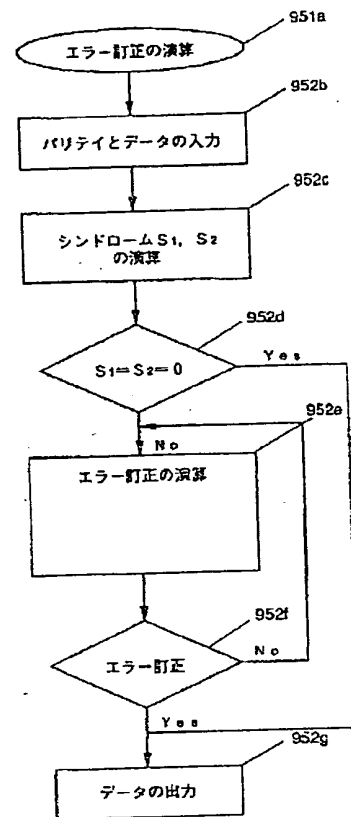 951a
エラー訂正の演算
952b
パリテイとデータの入力
952c
シンドロームS1, S2
の演算
952d
S1=S2=0
Yes
952e
No
エラー訂正の演算
952f
エラー訂正
No
Yes
952g
データの出力